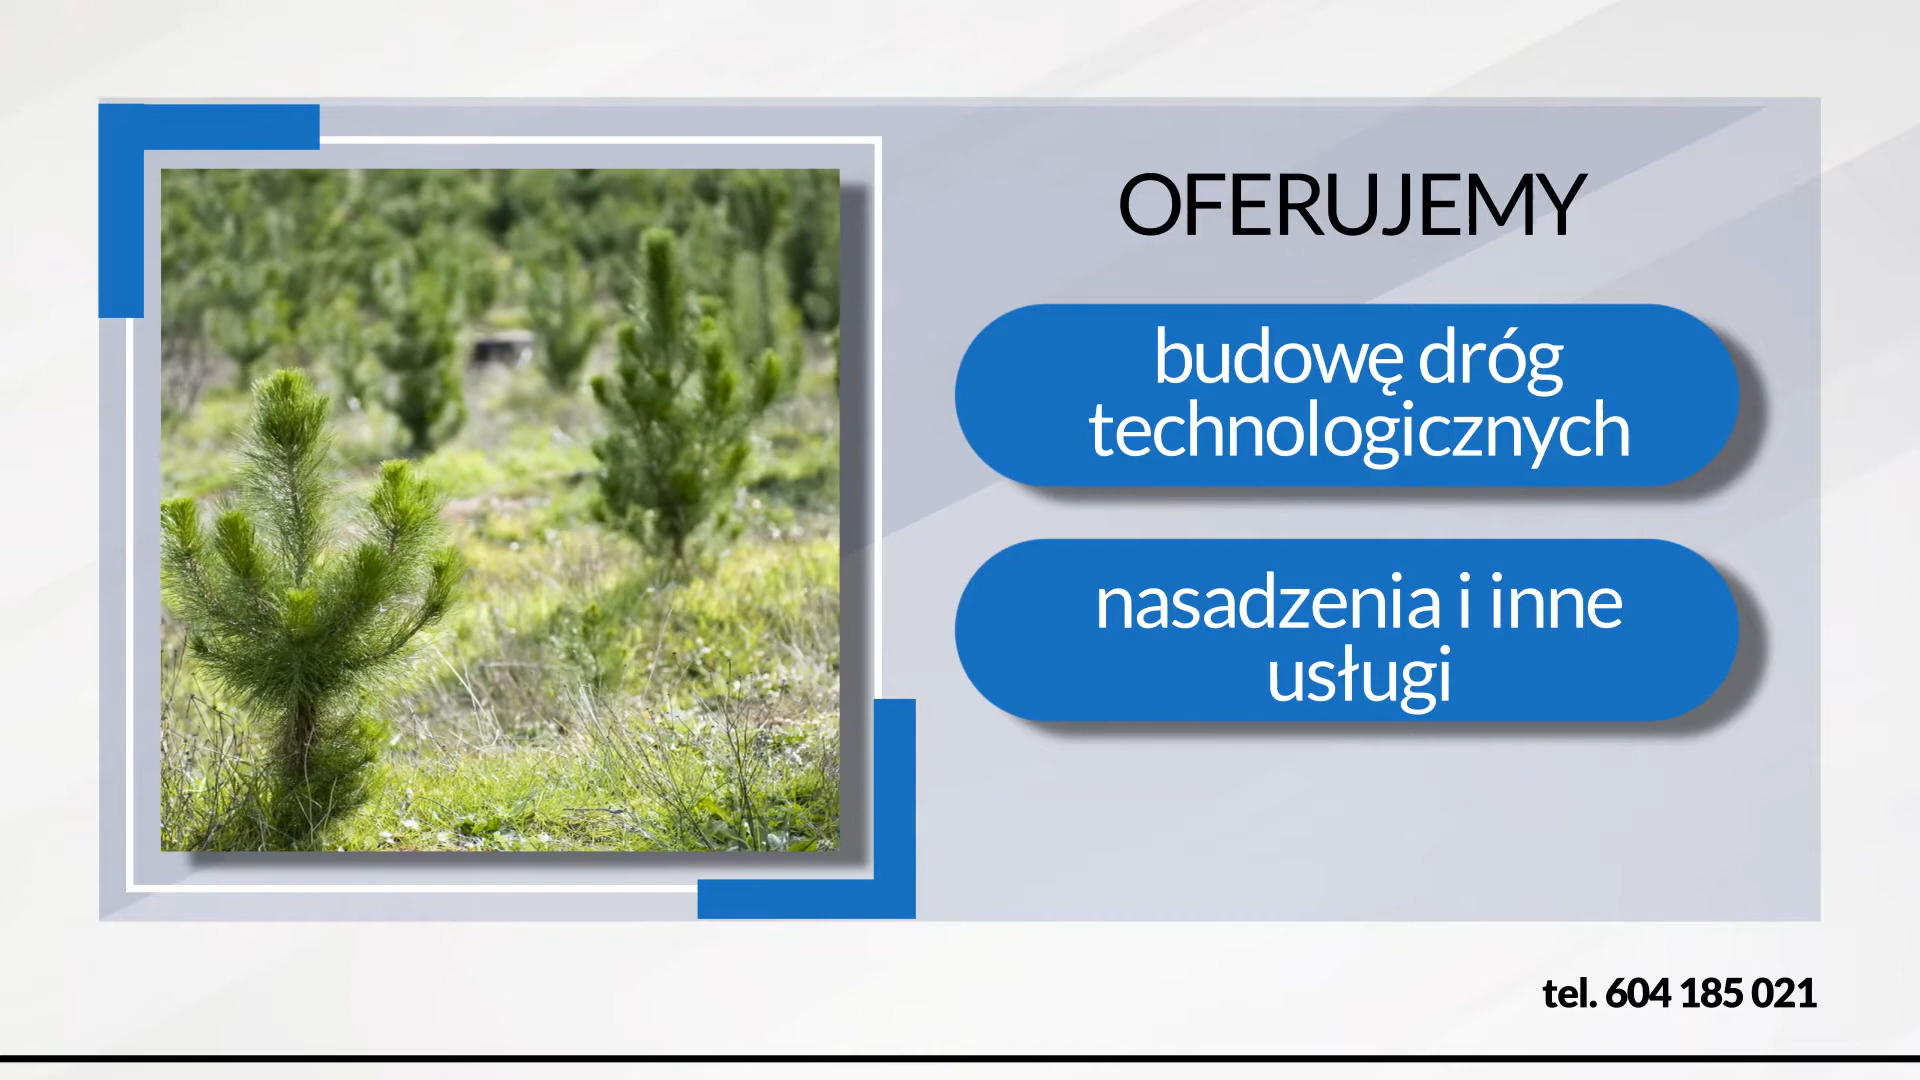 OFERUJEMY
budowę dróg
technologicznych
nasadzenia i inne
usługi
tel. 604 185 021